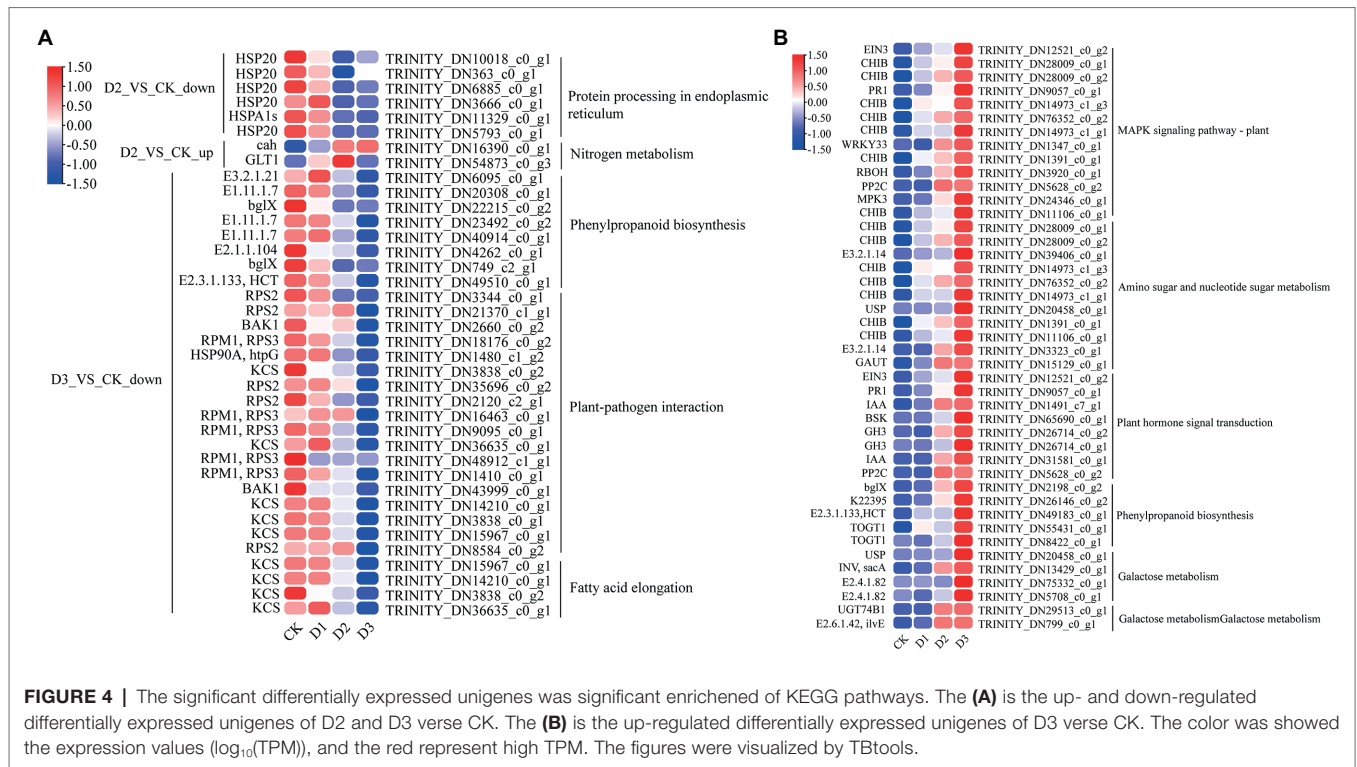 A
1.50
1.00
0.50
0.00
-0.50
-1.00
-1.50
D2_VS_CK_down
D2_VS_CK_up
D3_VS_CK_down
HSP20 TRINITY_DN10018_c0_g1
HSP20 TRINITY_DN363_c0_g1
HSP20 TRINITY_DN6885_c0_g1
HSP20 TRINITY_DN3666_c0_g1
HSPA1s TRINITY_DN11329_c0_g1
HSP20 TRINITY_DN5793_c0_g1
cah TRINITY_DN16390_c0_g1
GLT1 TRINITY_DN54873_c0_g3
E3.2.1.21 TRINITY_DN6095_c0_g1
E1.11.1.7 TRINITY_DN20308_c0_g1
bglX TRINITY_DN22215_c0_g2
E1.11.1.7 TRINITY_DN23492_c0_g2
E1.11.1.7 TRINITY_DN40914_c0_g1
E2.1.1.104 TRINITY_DN4262_c0_g1
bglX TRINITY_DN749_c2_g1
E2.3.1.133, HCT TRINITY_DN49510_c0_g1
RPS2 TRINITY_DN3344_c0_g1
RPS2 TRINITY_DN21370_c1_g1
BAK1 TRINITY_DN2660_c0_g2
RPM1, RPS3 TRINITY_DN18176_c0_g2
HSP90A, htpG TRINITY_DN1480_c1_g2
KCS TRINITY_DN3838_c0_g2
RPS2 TRINITY_DN35696_c0_g2
RPS2 TRINITY_DN2120_c2_g1
RPM1, RPS3 TRINITY_DN16463_c0_g1
RPM1, RPS3 TRINITY_DN9095_c0_g1
KCS TRINITY_DN36635_c0_g1
RPM1, RPS3 TRINITY_DN48912_c1_g1
RPM1, RPS3 TRINITY_DN1410_c0_g1
BAK1 TRINITY_DN43999_c0_g1
KCS TRINITY_DN14210_c0_g1
KCS TRINITY_DN3838_c0_g1
KCS TRINITY_DN15967_c0_g1
RPS2 TRINITY_DN8584_c0_g2
KCS TRINITY_DN15967_c0_g1
KCS TRINITY_DN14210_c0_g1
KCS TRINITY_DN3838_c0_g2
KCS TRINITY_DN36635_c0_g1
CK D1 D2 D3
Protein processing in endoplasmic
reticulum
Nitrogen metabolism
Phenylpropanoid biosynthesis
Plant-pathogen interaction
Fatty acid elongation
B
1.50
1.00
0.50
0.00
-0.50
-1.00
-1.50
EIN3 TRINITY_DN12521_c0_g2
CHIB TRINITY_DN28009_c0_g1
CHIB TRINITY_DN28009_c0_g2
PR1 TRINITY_DN9057_c0_g1
CHIB TRINITY_DN14973_c1_g3
CHIB TRINITY_DN76352_c0_g2
CHIB TRINITY_DN14973_c1_g1
WRKY33 TRINITY_DN1347_c0_g1
CHIB TRINITY_DN1391_c0_g1
RBOH TRINITY_DN3920_c0_g1
PP2C TRINITY_DN5628_c0_g2
MPK3 TRINITY_DN24346_c0_g1
CHIB TRINITY_DN11106_c0_g1
CHIB TRINITY_DN28009_c0_g1
CHIB TRINITY_DN28009_c0_g2
E3.2.1.14 TRINITY_DN39406_c0_g1
CHIB TRINITY_DN14973_c1_g3
CHIB TRINITY_DN76352_c0_g2
CHIB TRINITY_DN14973_c1_g1
USP TRINITY_DN20458_c0_g1
CHIB TRINITY_DN1391_c0_g1
CHIB TRINITY_DN11106_c0_g1
E3.2.1.14 TRINITY_DN3323_c0_g1
GAUT TRINITY_DN15129_c0_g1
EIN3 TRINITY_DN12521_c0_g2
PR1 TRINITY_DN9057_c0_g1
IAA TRINITY_DN1491_c7_g1
BSK TRINITY_DN65690_c0_g1
GH3 TRINITY_DN26714_c0_g2
GH3 TRINITY_DN26714_c0_g1
IAA TRINITY_DN31581_c0_g1
PP2C TRINITY_DN5628_c0_g2
bglX TRINITY_DN2198_c0_g2
K22395 TRINITY_DN26146_c0_g2
E2.3.1.133,HCT TRINITY_DN49183_c0_g1
TOGT1 TRINITY_DN55431_c0_g1
TOGT1 TRINITY_DN8422_c0_g1
USP TRINITY_DN20458_c0_g1
INV, sacA TRINITY_DN13429_c0_g1
E2.4.1.82 TRINITY_DN75332_c0_g1
E2.4.1.82 TRINITY_DN5708_c0_g1
UGT74B1 TRINITY_DN29513_c0_g1
E2.6.1.42, ilvE TRINITY_DN799_c0_g1
CK D1 D2 D3
MAPK signaling pathway - plant
Amino sugar and nucleotide sugar metabolism
Plant hormone signal transduction
Phenylpropanoid biosynthesis
Galactose metabolism
Galactose metabolismGalactose metabolism
FIGURE 4 | The significant differentially expressed unigenes was significant enrichened of KEGG pathways. The (A) is the up- and down-regulated
differentially expressed unigenes of D2 and D3 verse CK. The (B) is the up-regulated differentially expressed unigenes of D3 verse CK. The color was showed
the expression values (log₁₀(TPM)), and the red represent high TPM. The figures were visualized by TBtools.